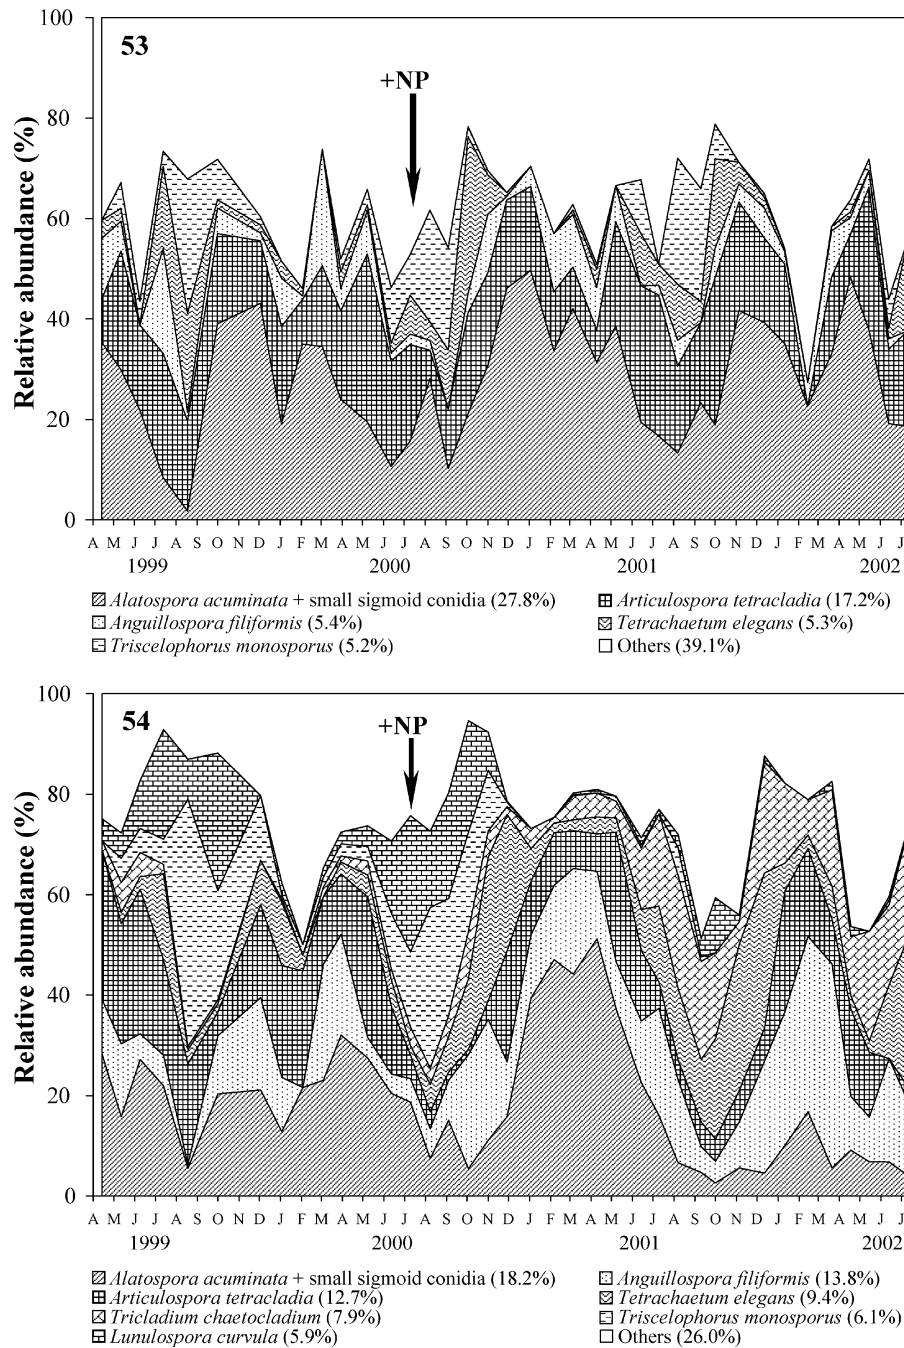 100
53
+NP
80
60
40
20
0
Relative abundance (%)
A M J J A S O N D J F M A M J J A S O N D J F M A M J J A S O N D J F M A M J J
1999 2000 2001 2002
Alatospora acuminata + small sigmoid conidia (27.8%) Articulospora tetracladia (17.2%)
Anguillospora filiformis (5.4%) Tetrachaetum elegans (5.3%)
Triscelophorus monosporus (5.2%) Others (39.1%)
100
54
+NP
80
60
40
20
0
Relative abundance (%)
A M J J A S O N D J F M A M J J A S O N D J F M A M J J A S O N D J F M A M J J
1999 2000 2001 2002
Alatospora acuminata + small sigmoid conidia (18.2%) Anguillospora filiformis (13.8%)
Articulospora tetracladia (12.7%) Tetrachaetum elegans (9.4%)
Tricladium chaetocladium (7.9%) Triscelophorus monosporus (6.1%)
Lunulospora curvula (5.9%) Others (26.0%)